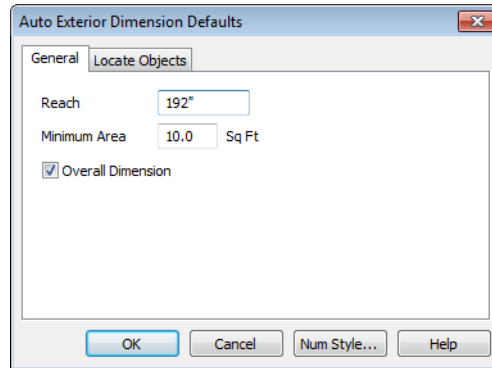 Auto Exterior Dimension Defaults
General Locate Objects
Reach 192"
Minimum Area 10.0 Sq Ft
Overall Dimension
OK Cancel Num Style... Help